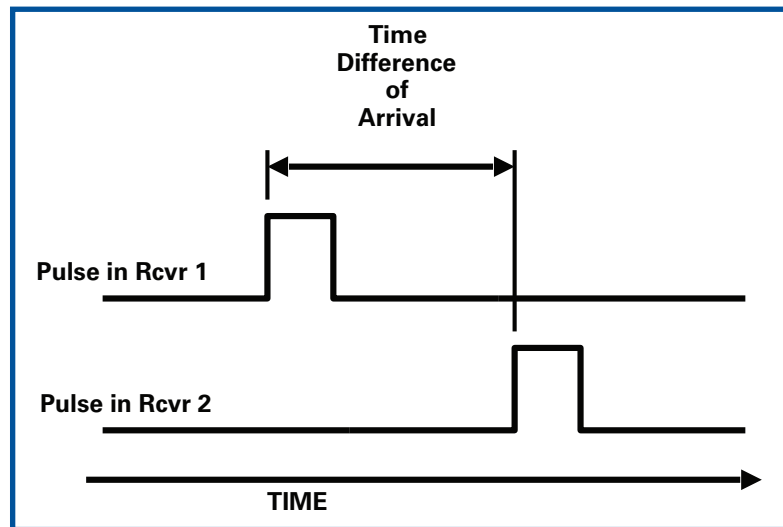 Time
Difference
of
Arrival
Pulse in Rcvr 1
Pulse in Rcvr 2
TIME